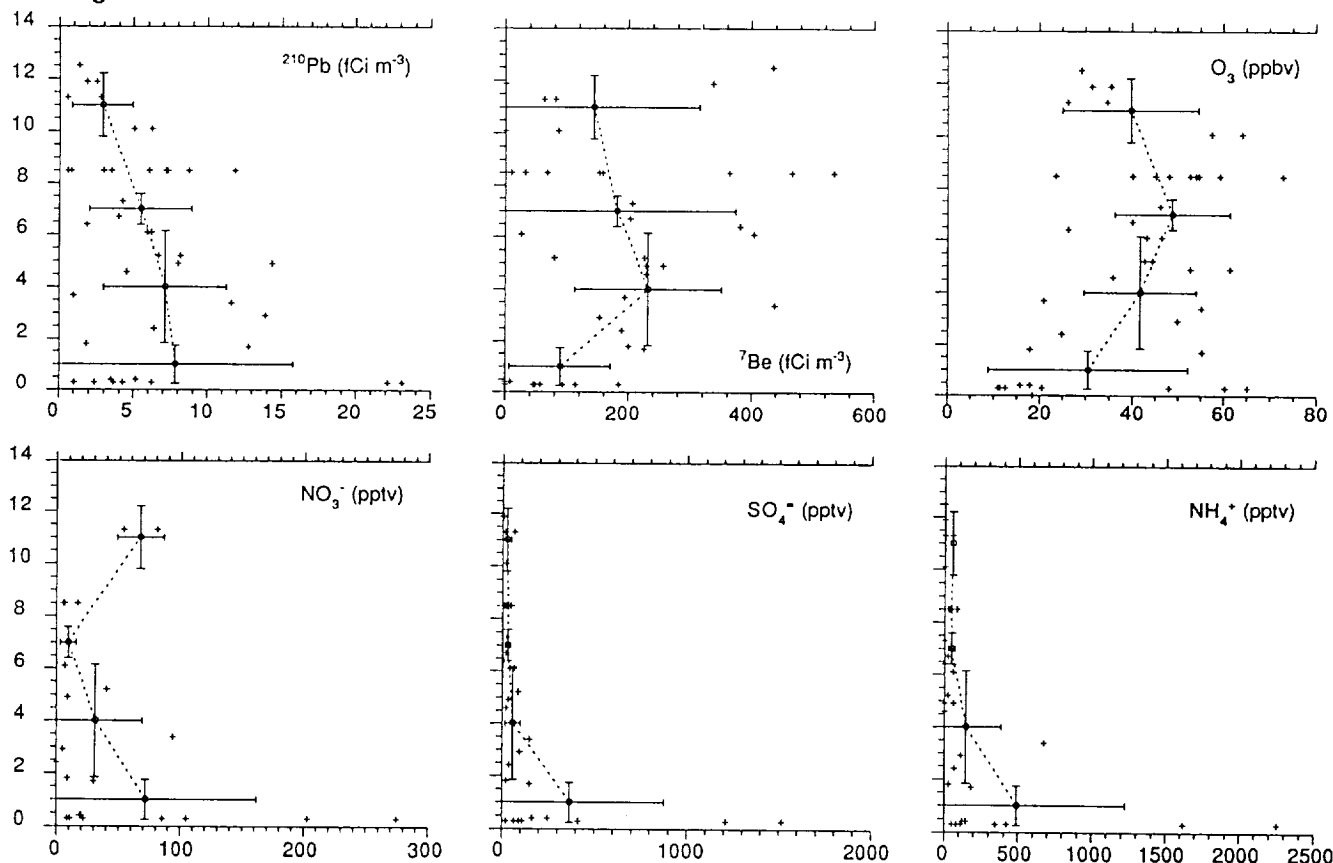 14
12
10
8
6
4
2
0
²¹⁰Pb (fCi m⁻³)
0 5 10 15 20 25
⁷Be (fCi m⁻³)
0 200 400 600
O₃ (ppbv)
0 20 40 60 80
14
12
10
8
6
4
2
0
NO₃⁻ (pptv)
0 100 200 300
SO₄⁼ (pptv)
0 1000 2000
NH₄⁺ (pptv)
0 500 1000 1500 2000 2500